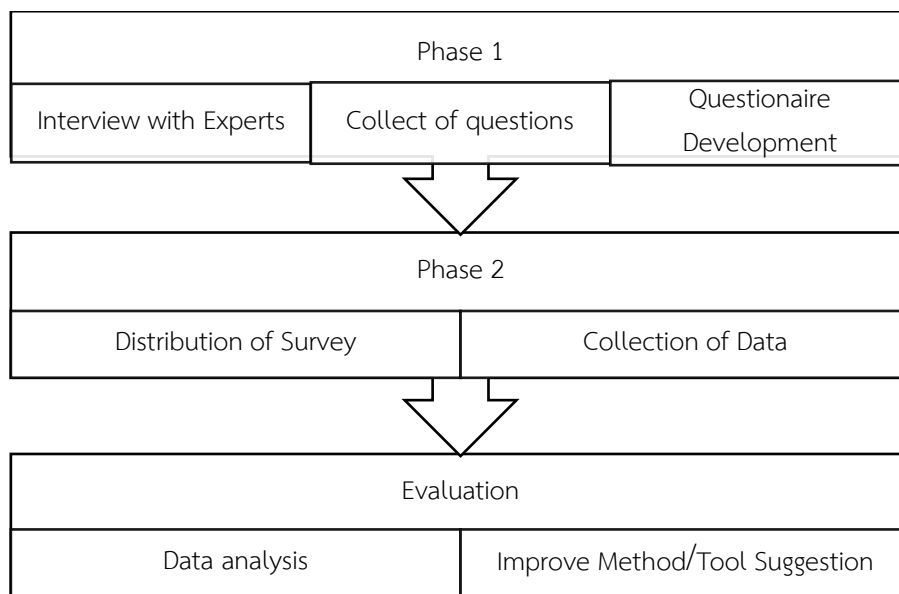 Phase 1
Interview with Experts
Collect of questions
Questionaire
Development
Phase 2
Distribution of Survey
Collection of Data
Evaluation
Data analysis
Improve Method/Tool Suggestion